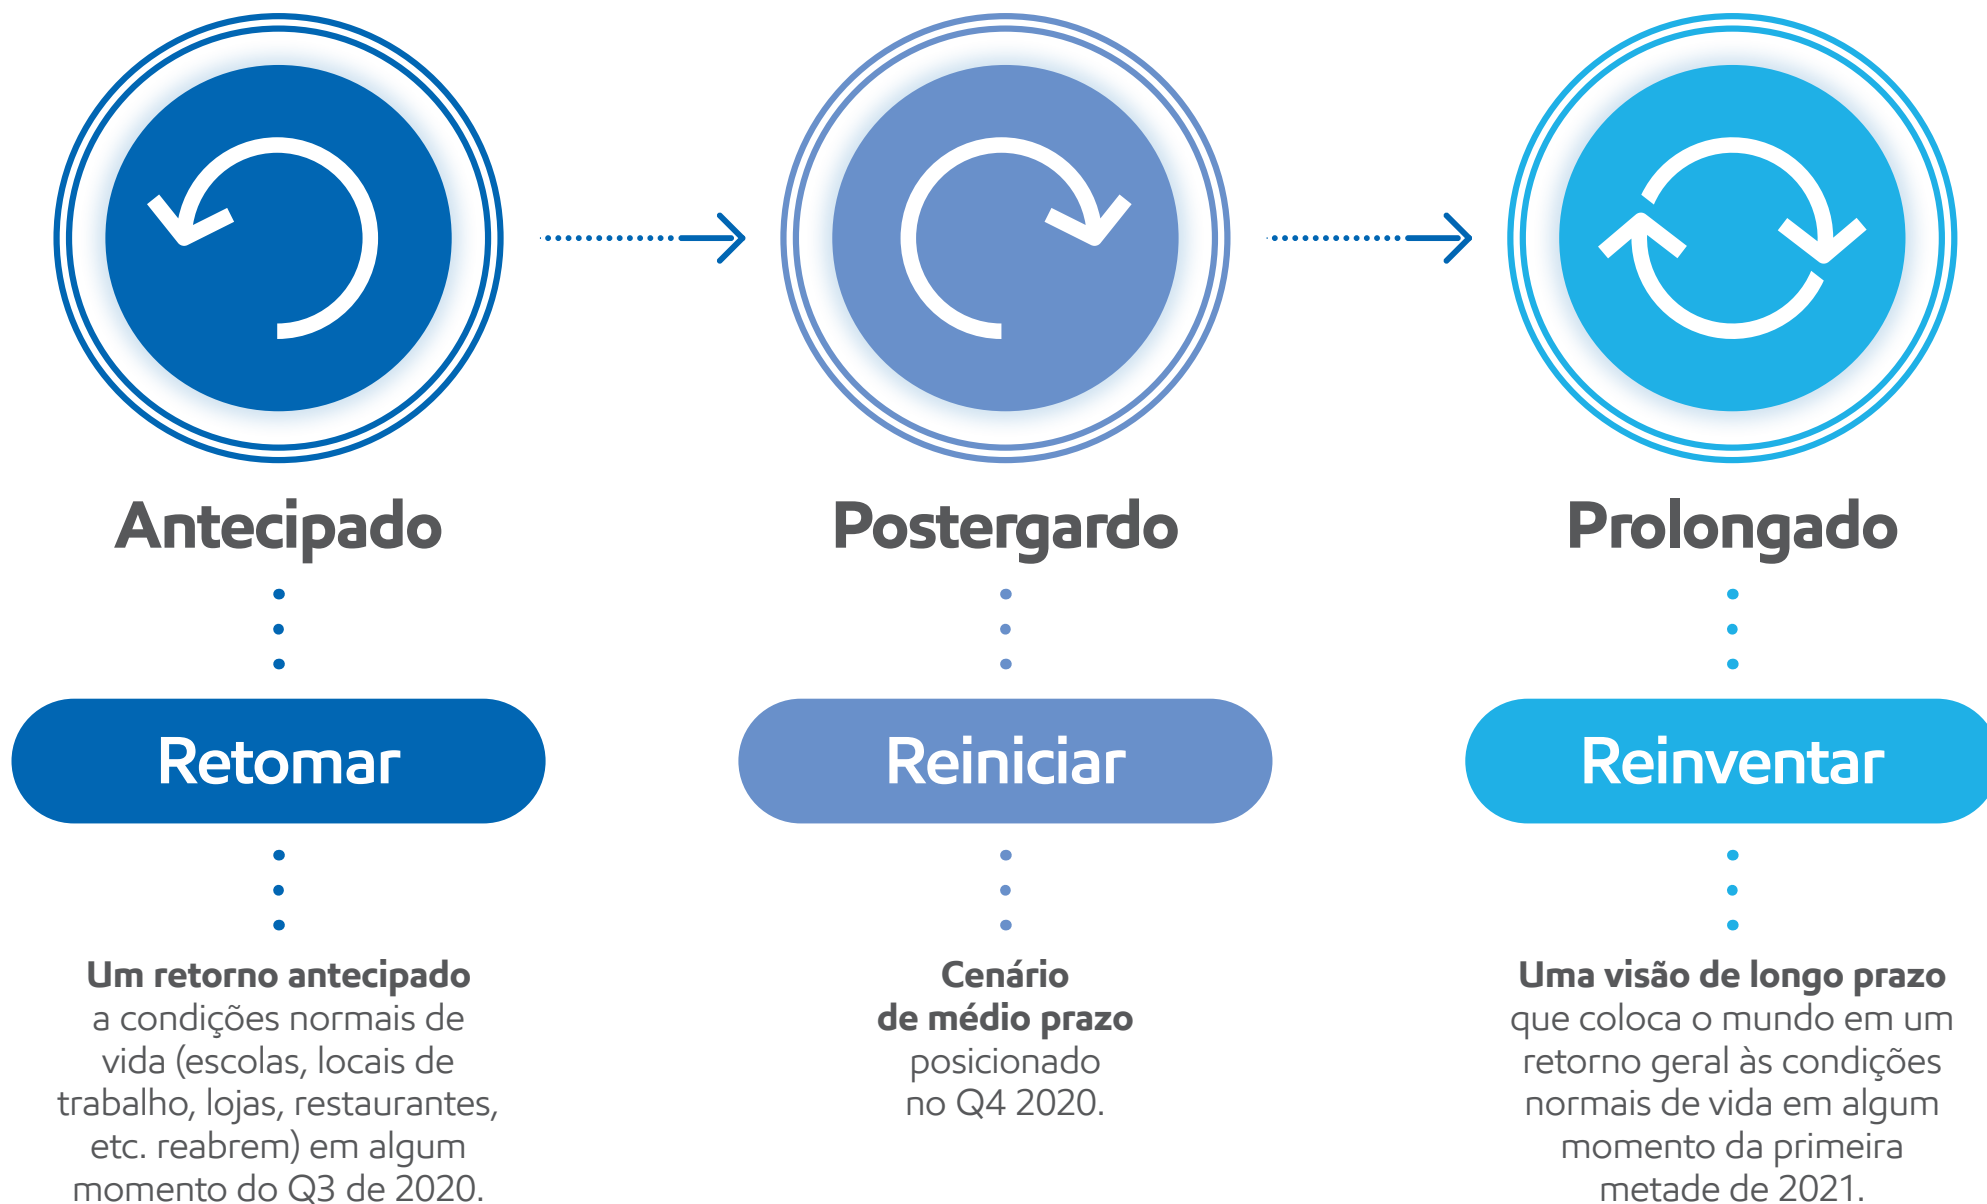 Antecipado
Retomar
Um retorno antecipado
a condições normais de
vida (escolas, locais de
trabalho, lojas, restaurantes,
etc. reabrem) em algum
momento do Q3 de 2020.
Postergardo
Reiniciar
Cenário
de médio prazo
posicionado
no Q4 2020.
Prolongado
Reinventar
Uma visão de longo prazo
que coloca o mundo em um
retorno geral às condições
normais de vida em algum
momento da primeira
metade de 2021.